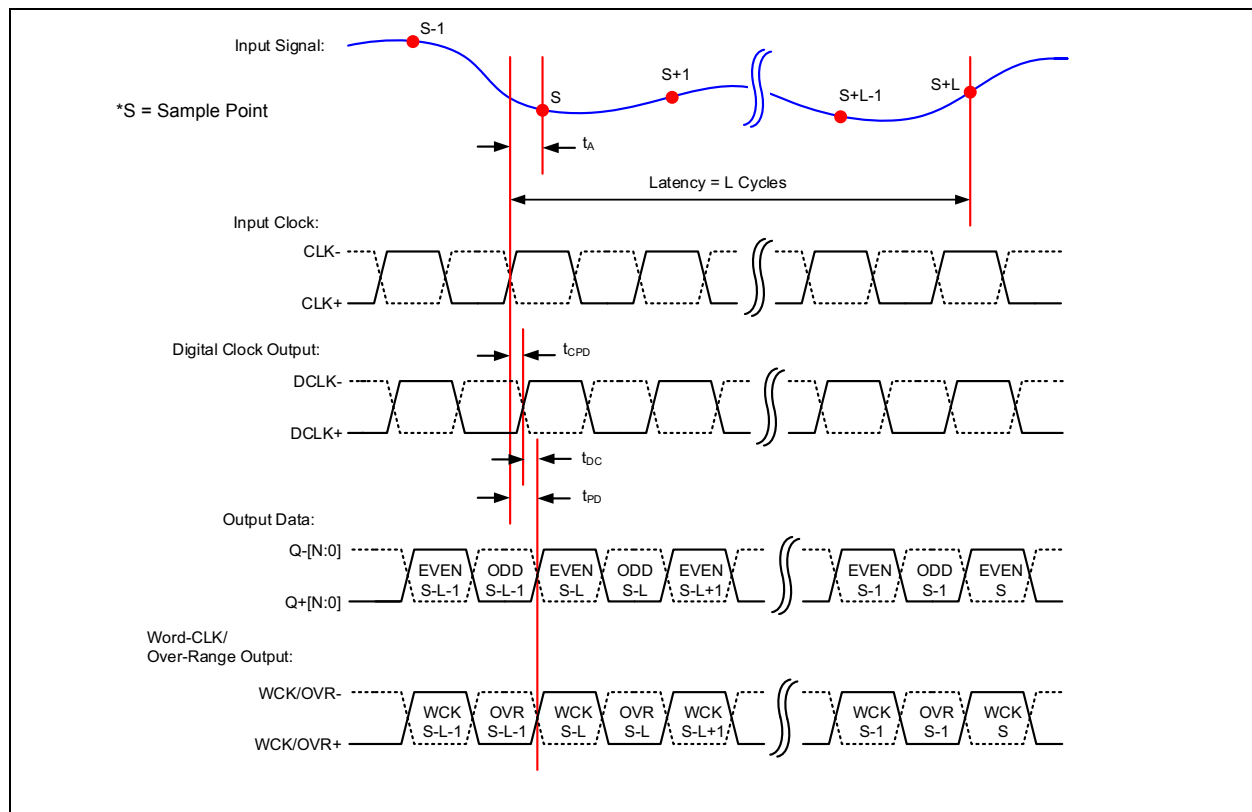 S-1
Input Signal:
S+1
S+L
S
S+L-1
*S = Sample Point
tA
Latency = L Cycles
Input Clock:
CLK-
CLK+
tCPD
Digital Clock Output:
DCLK-
DCLK+
tDC
tPD
Output Data:
Q-[N:0]
EVEN S-L-1
ODD S-L-1
EVEN S-L
ODD S-L
EVEN S-L+1
EVEN S-1
ODD S-1
EVEN S
Q+[N:0]
Word-CLK/
Over-Range Output:
WCK/OVR-
WCK S-L-1
OVR S-L-1
WCK S-L
OVR S-L
WCK S-L+1
WCK S-1
OVR S-1
WCK S
WCK/OVR+